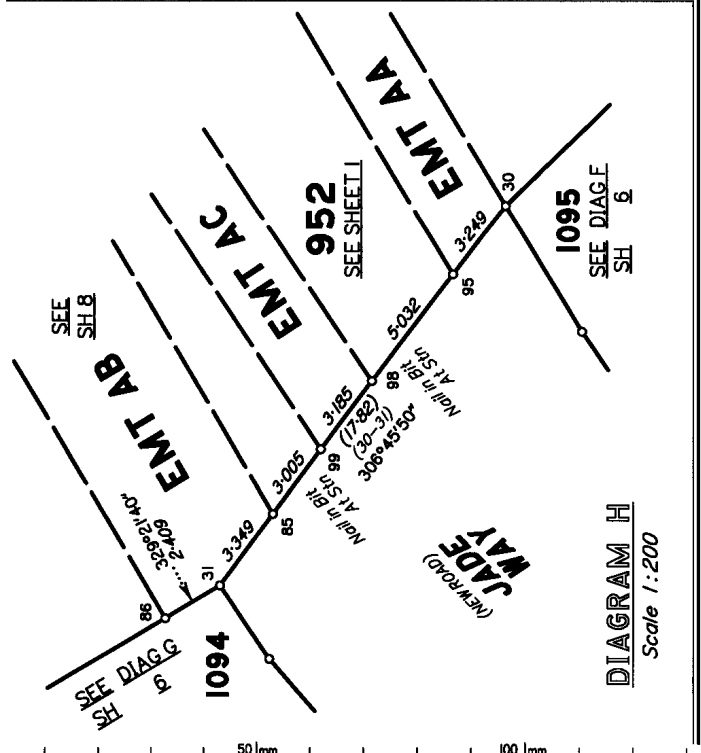 SEE
SH 8
EMT AB
EMT AC
952
SEE SHEET 1
EMT AA
30
1095
SEE DIAG F
SH 6
3·249
95
5·032
98
Nail in Bit
At Stn
3·185
(17·82)
(30-31)
306°45'50"
99
Nail in Bit
At Stn
3·005
85
3·349
31
329°21'40"
2·409
86
SEE DIAG G
SH 6
1094
(NEW ROAD)
JADE
WAY
DIAGRAM H
Scale 1:200
50 mm
100 mm